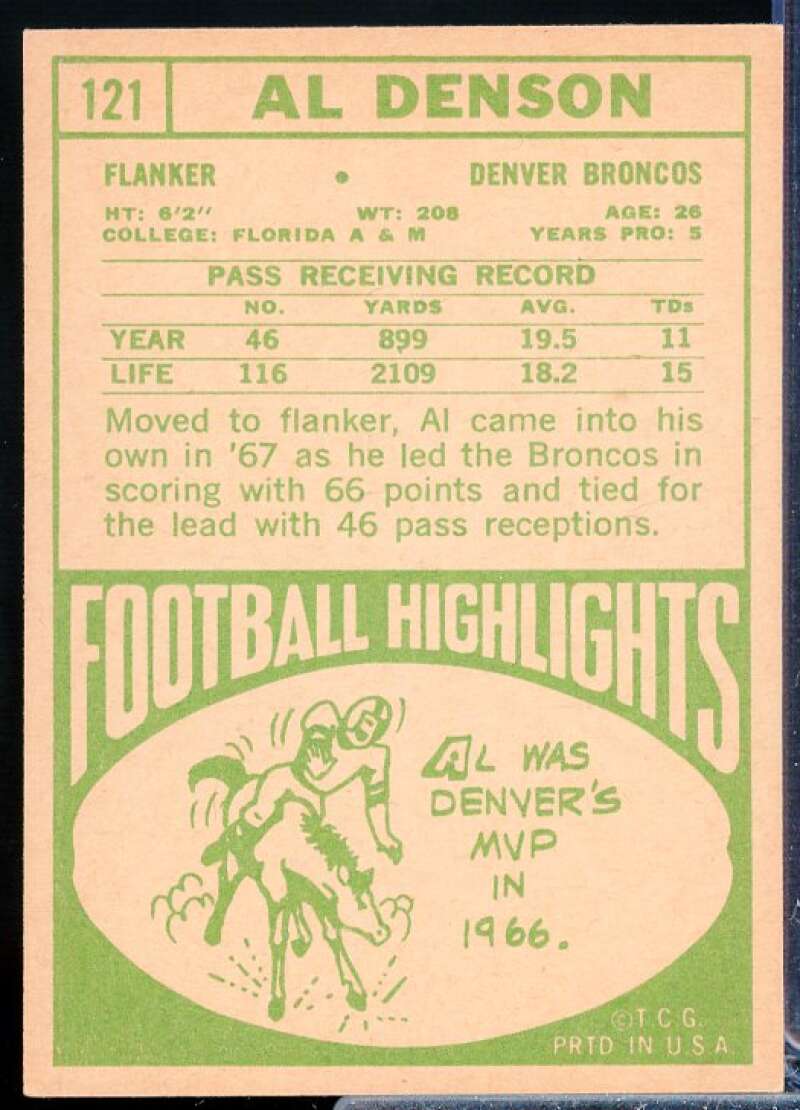 121 AL DENSON
FLANKER • DENVER BRONCOS
HT: 6'2" WT: 208 AGE: 26
COLLEGE: FLORIDA A & M YEARS PRO: 5
PASS RECEIVING RECORD
NO. YARDS AVG. TDs
YEAR 46 899 19.5 11
LIFE 116 2109 18.2 15
Moved to flanker, Al came into his
own in '67 as he led the Broncos in
scoring with 66 points and tied for
the lead with 46 pass receptions.
FOOTBALL HIGHLIGHTS
AL WAS
DENVER'S
MVP
IN
1966.
©T.C.G.
PRTD IN U.S.A.